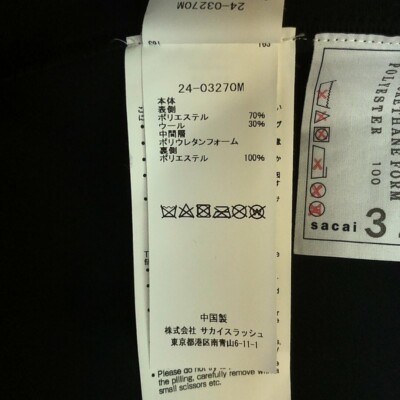 24-03270M
24-03270M
本体
表側
ポリエステル 70%
ウール 30%
中間層
ポリウレタンフォーム
裏側
ポリエステル 100%
中国製
株式会社 サカイスラッシュ
東京都港区南青山6-11-1
• Please do not
the pilling, carefully remove with
small scissors etc.
URETHANE FORM
POLYESTER 100
sacai 3